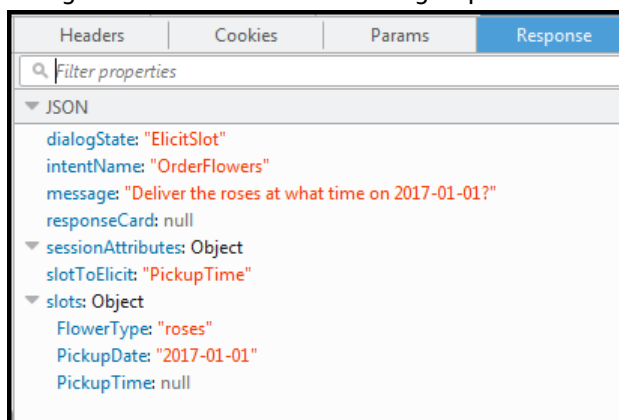 Headers Cookies Params Response
Filter properties
JSON
dialogState: "ElicitSlot"
intentName: "OrderFlowers"
message: "Deliver the roses at what time on 2017-01-01?"
responseCard: null
sessionAttributes: Object
slotToElicit: "PickupTime"
slots: Object
FlowerType: "roses"
PickupDate: "2017-01-01"
PickupTime: null